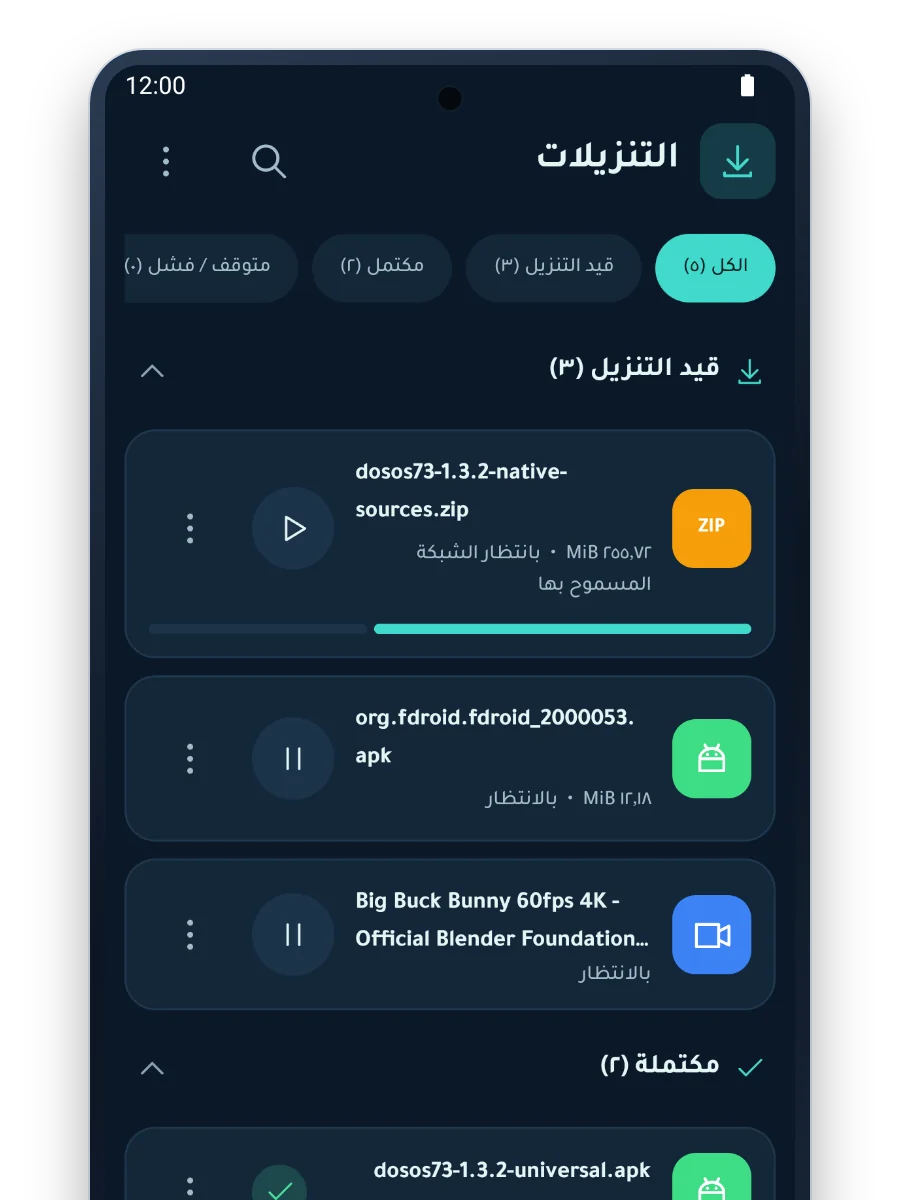 12:00
التنزيلات
الكل (٥)
قيد التنزيل (٣)
مكتمل (٢)
متوقف / فشل (٠)
قيد التنزيل (٣)
ZIP
dosos73-1.3.2-native-
sources.zip
٢٥٥,٧٢ MiB • بانتظار الشبكة
المسموح بها
org.fdroid.fdroid_2000053.
apk
١٢,١٨ MiB • بالانتظار
Big Buck Bunny 60fps 4K -
Official Blender Foundation…
بالانتظار
مكتملة (٢)
dosos73-1.3.2-universal.apk